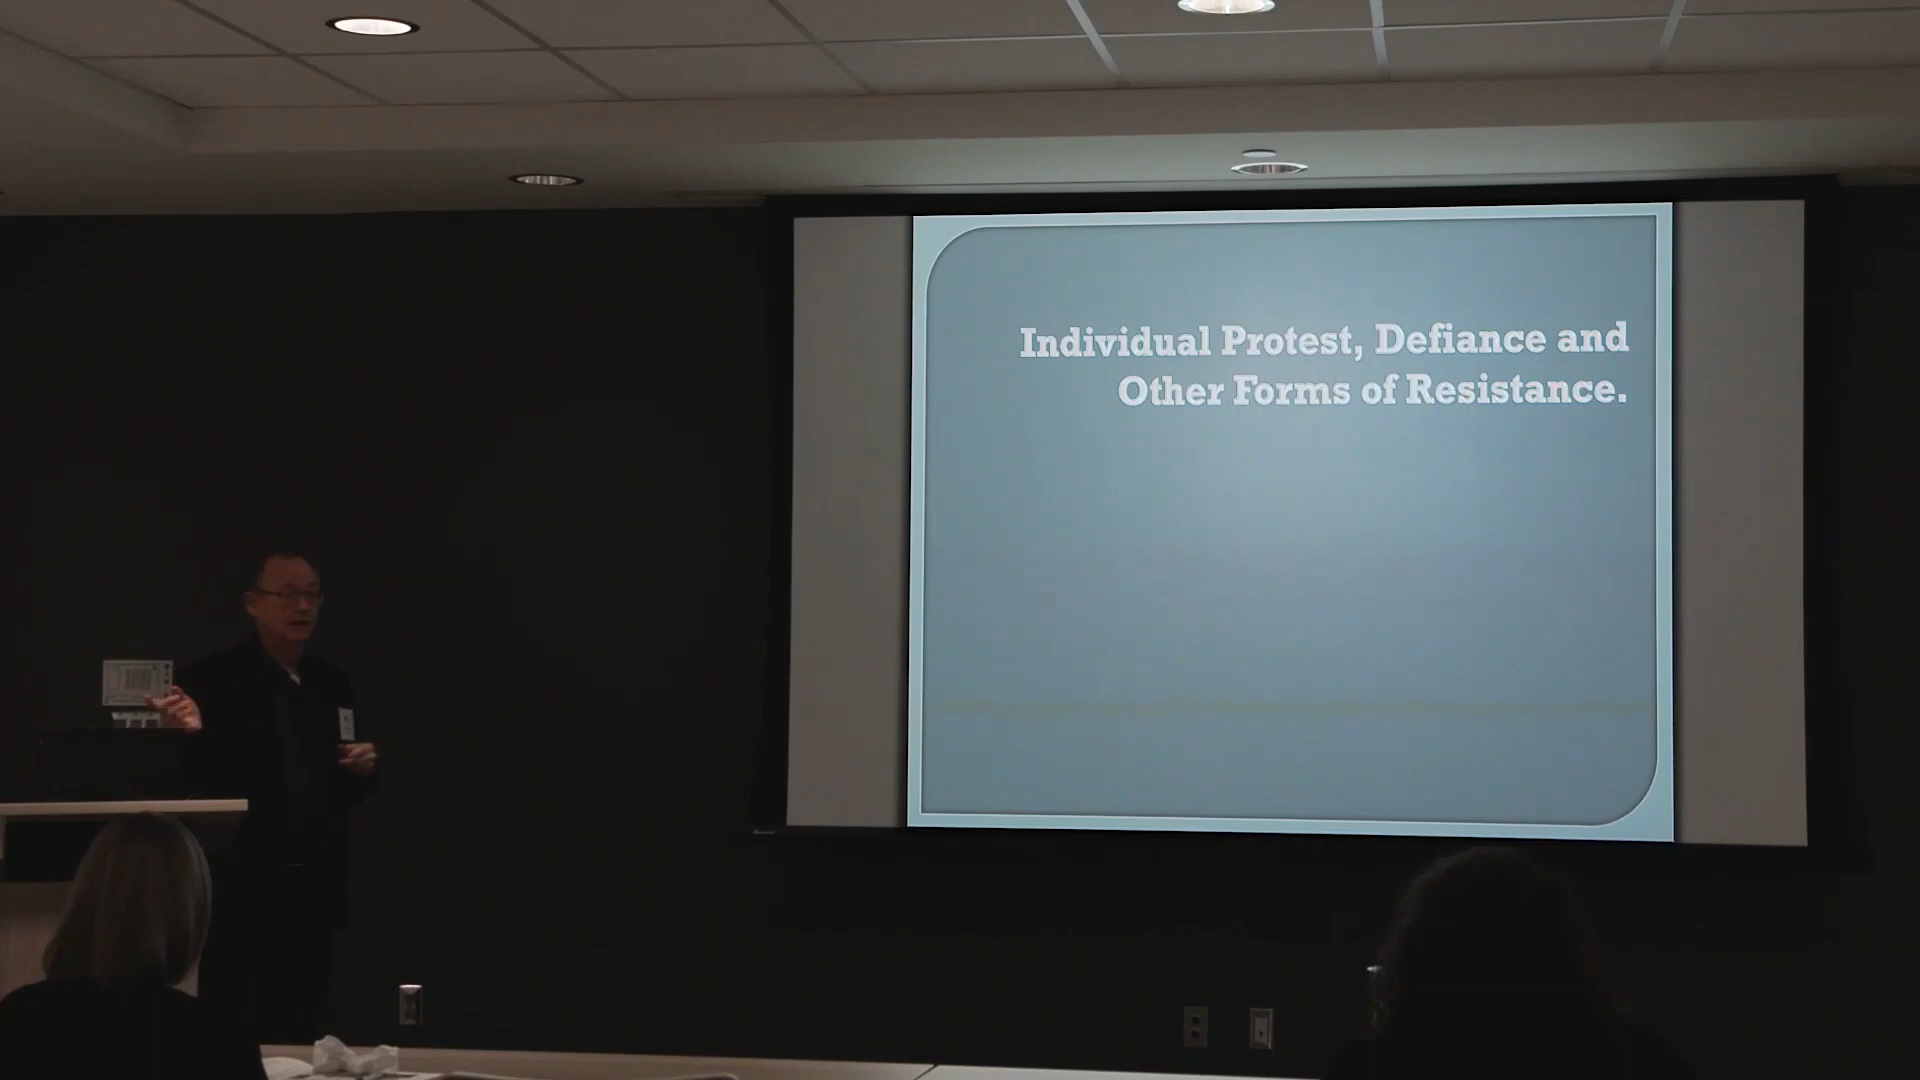 Individual Protest, Defiance and
Other Forms of Resistance.